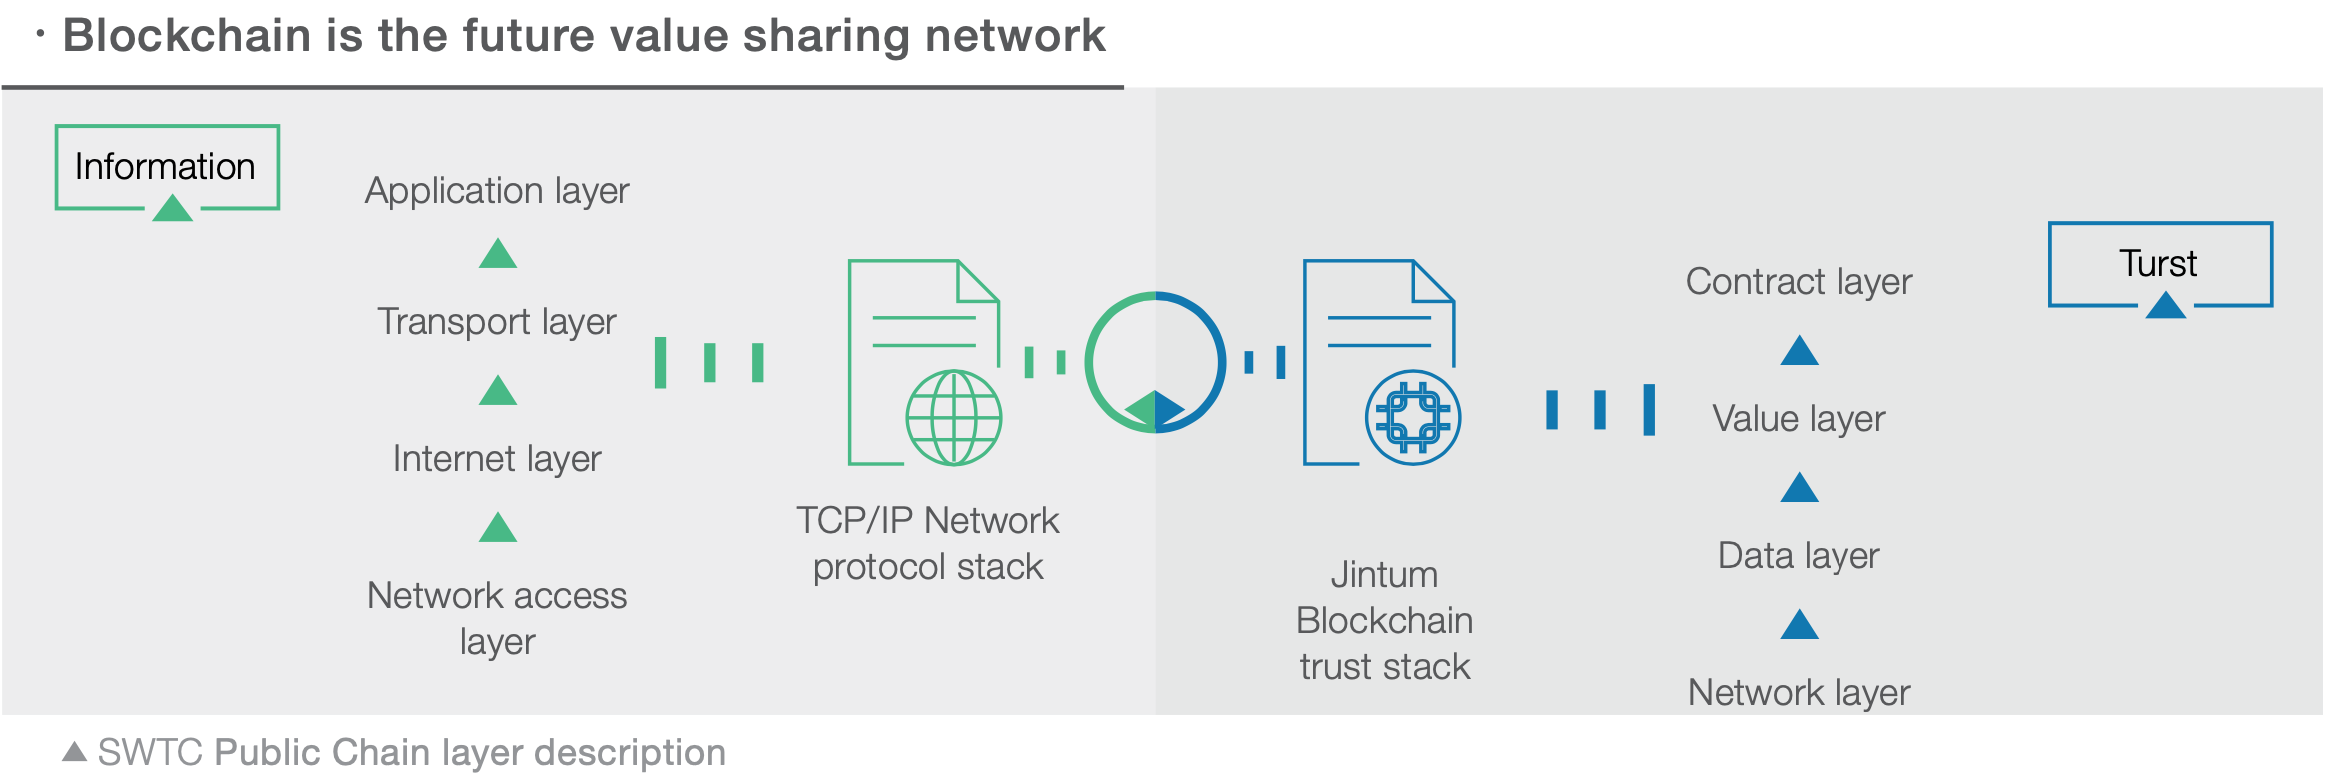 · Blockchain is the future value sharing network
Information
Application layer
Transport layer
Internet layer
Network access
layer
TCP/IP Network
protocol stack
Jintum
Blockchain
trust stack
Contract layer
Value layer
Data layer
Network layer
Turst
▲ SWTC Public Chain layer description